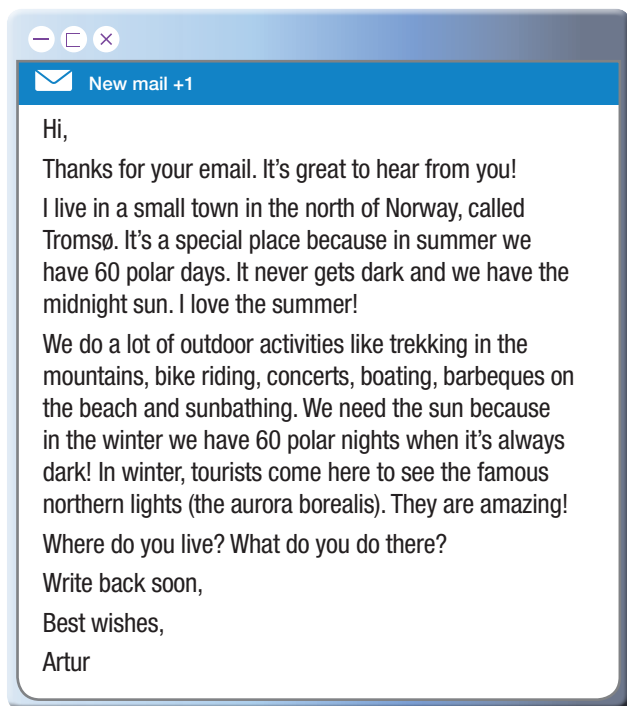 New mail +1
Hi,
Thanks for your email. It's great to hear from you!
I live in a small town in the north of Norway, called
Tromsø. It's a special place because in summer we
have 60 polar days. It never gets dark and we have the
midnight sun. I love the summer!
We do a lot of outdoor activities like trekking in the
mountains, bike riding, concerts, boating, barbeques on
the beach and sunbathing. We need the sun because
in the winter we have 60 polar nights when it's always
dark! In winter, tourists come here to see the famous
northern lights (the aurora borealis). They are amazing!
Where do you live? What do you do there?
Write back soon,
Best wishes,
Artur